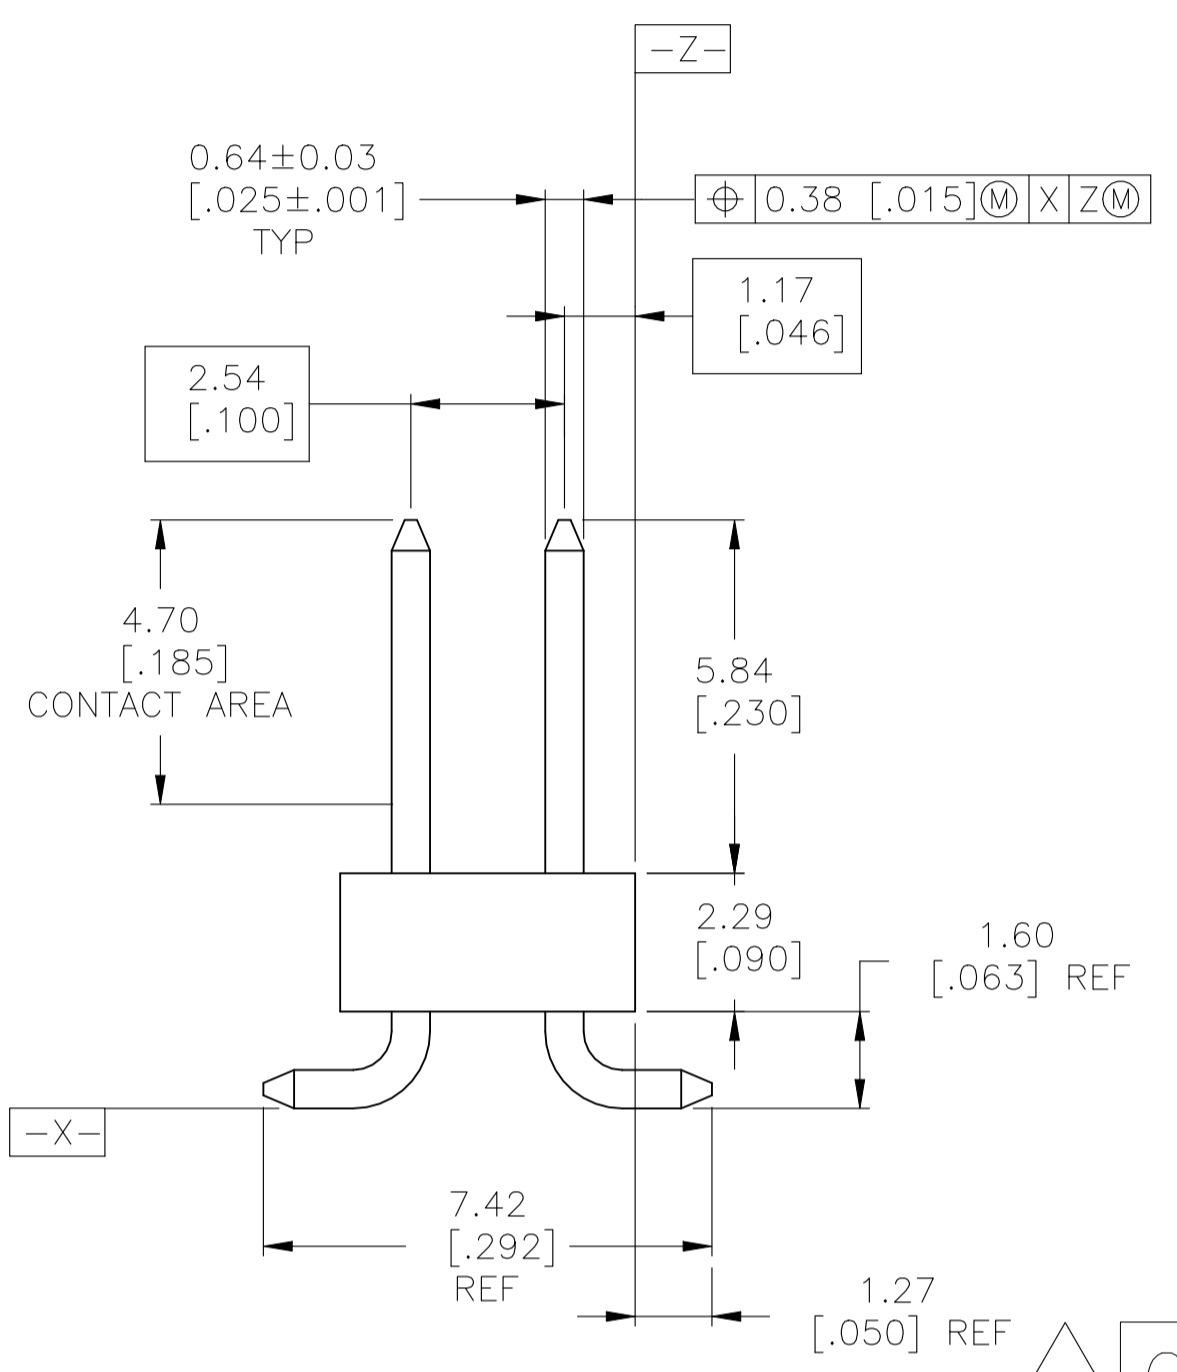 -Z-
0.64±0.03
[.025±.001]
TYP
⌖ 0.38 [.015]Ⓜ X ZⓂ
1.17
[.046]
2.54
[.100]
4.70
[.185]
CONTACT AREA
5.84
[.230]
2.29
[.090]
1.60
[.063] REF
-X-
7.42
[.292]
REF
1.27
[.050] REF